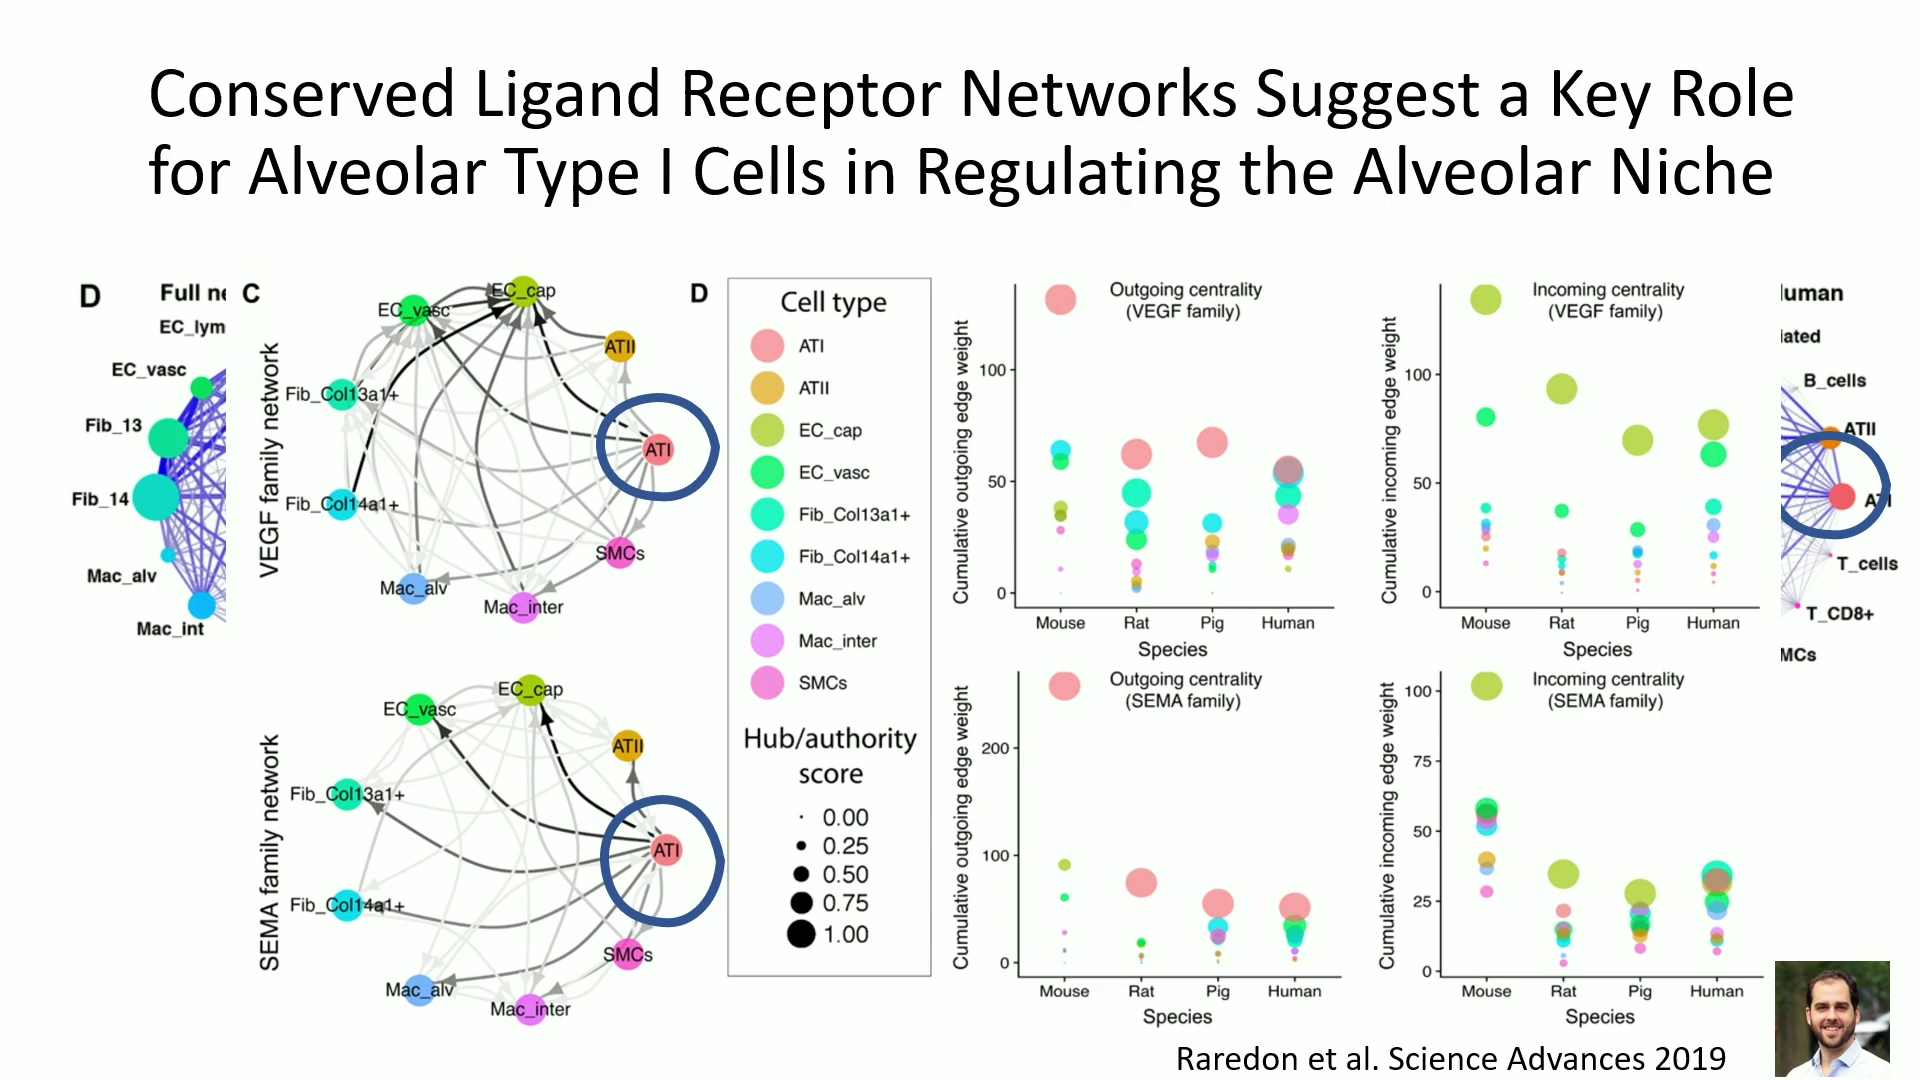 Conserved Ligand Receptor Networks Suggest a Key Role
for Alveolar Type I Cells in Regulating the Alveolar Niche
D
Full ne
EC_lym
EC_vasc
Fib_13
Fib_14
Mac_alv
Mac_int
C
VEGF family network
EC_cap
EC_vasc
ATII
Fib_Col13a1+
ATI
Fib_Col14a1+
SMCs
Mac_alv
Mac_inter
SEMA family network
EC_cap
EC_vasc
ATII
Fib_Col13a1+
ATI
Fib_Col14a1+
SMCs
Mac_alv
Mac_inter
D
Cell type
ATI
ATII
EC_cap
EC_vasc
Fib_Col13a1+
Fib_Col14a1+
Mac_alv
Mac_inter
SMCs
Hub/authority
score
0.00
0.25
0.50
0.75
1.00
Outgoing centrality
(VEGF family)
Cumulative outgoing edge weight
100
50
0
Mouse Rat Pig Human
Species
Incoming centrality
(VEGF family)
Cumulative incoming edge weight
100
50
0
Mouse Rat Pig Human
Species
Outgoing centrality
(SEMA family)
Cumulative outgoing edge weight
200
100
0
Mouse Rat Pig Human
Species
Incoming centrality
(SEMA family)
Cumulative incoming edge weight
100
75
50
25
0
Mouse Rat Pig Human
Species
luman
lated
B_cells
ATII
ATI
T_cells
T_CD8+
MCs
Raredon et al. Science Advances 2019